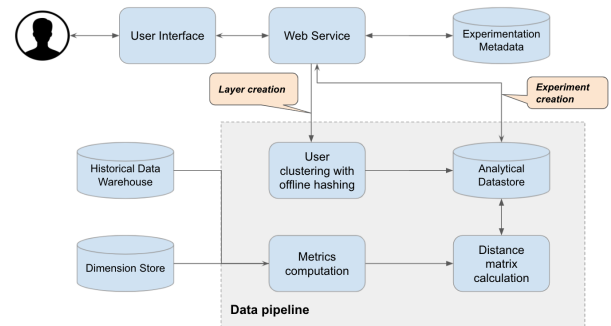 User Interface
Web Service
Experimentation
Metadata
Layer creation
Experiment
creation
Historical Data
Warehouse
User
clustering with
offline hashing
Analytical
Datastore
Dimension Store
Metrics
computation
Distance
matrix
calculation
Data pipeline